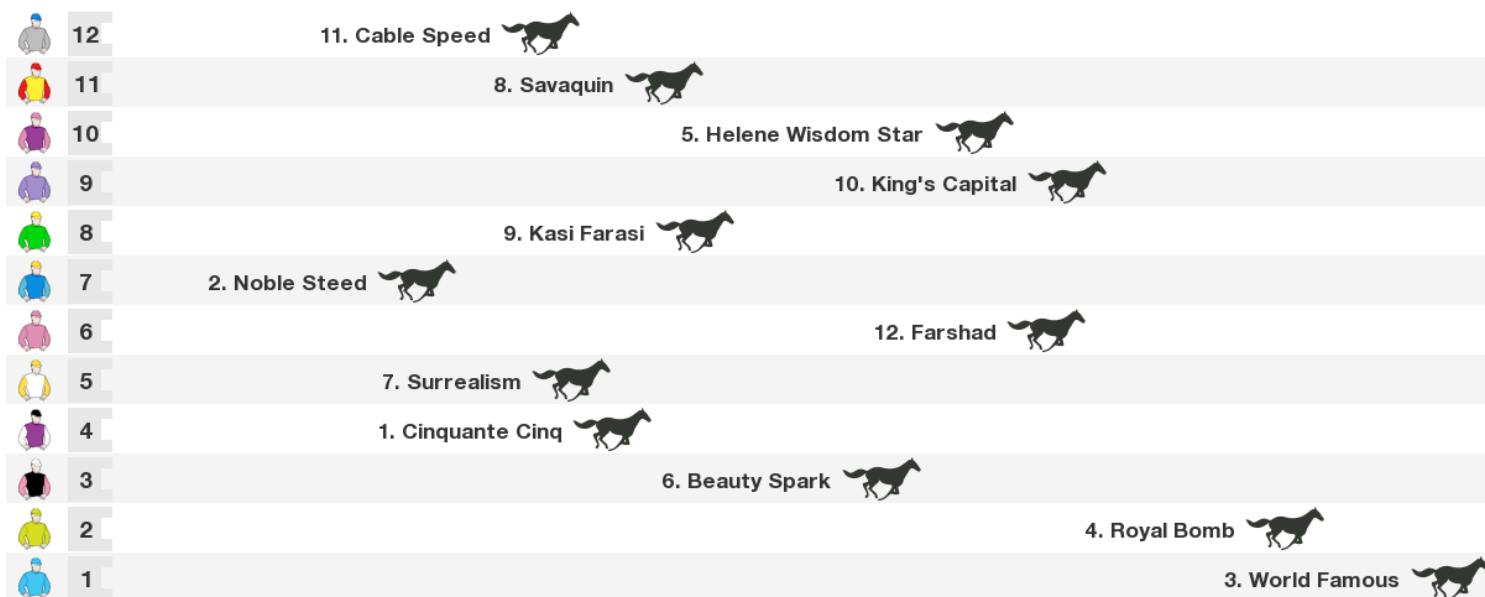 12 11. Cable Speed
11 8. Savaquin
10 5. Helene Wisdom Star
9 10. King's Capital
8 9. Kasi Farasi
7 2. Noble Steed
6 12. Farshad
5 7. Surrealism
4 1. Cinquante Cinq
3 6. Beauty Spark
2 4. Royal Bomb
1 3. World Famous